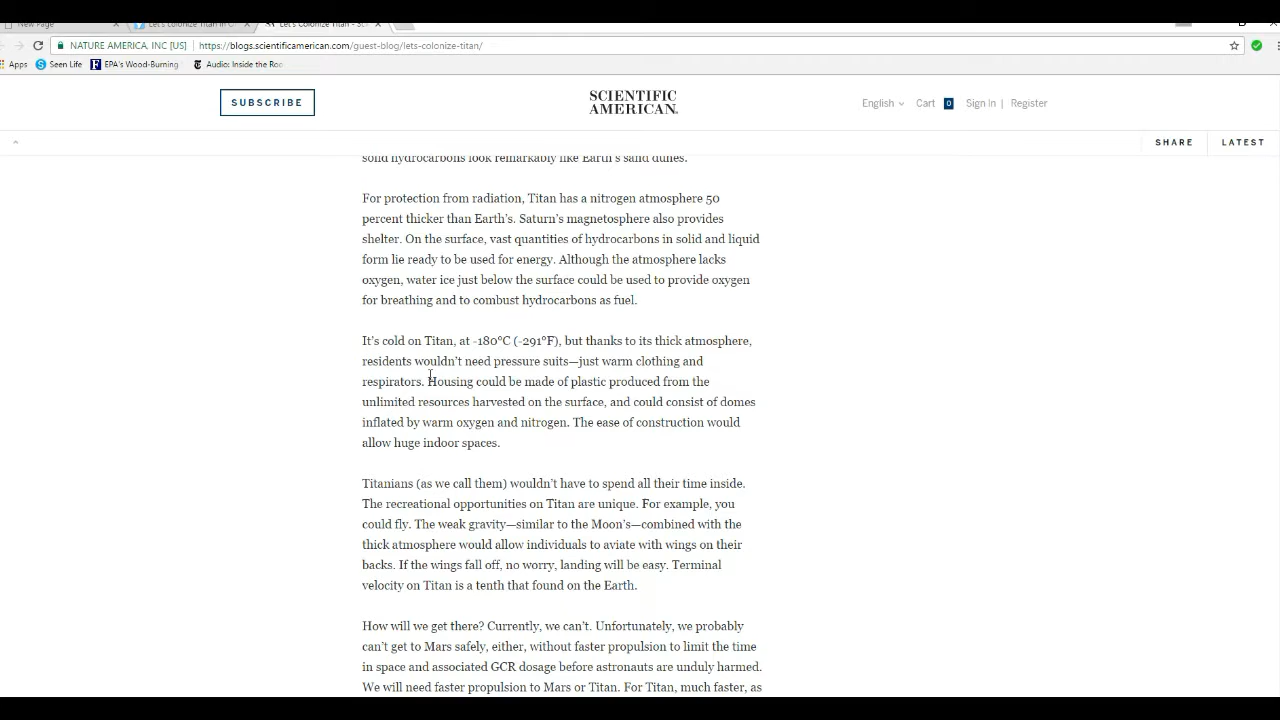 New Page
Let's Colonize Titan in C
Let's Colonize Titan - Sci
NATURE AMERICA, INC [US]
https://blogs.scientificamerican.com/guest-blog/lets-colonize-titan/
Apps
Seen Life
EPA's Wood-Burning
Audio: Inside the Roo
SUBSCRIBE
SCIENTIFIC
AMERICAN.
English
Cart 0
Sign In | Register
SHARE
LATEST
solid hydrocarbons look remarkably like Earth's sand dunes.
For protection from radiation, Titan has a nitrogen atmosphere 50
percent thicker than Earth's. Saturn's magnetosphere also provides
shelter. On the surface, vast quantities of hydrocarbons in solid and liquid
form lie ready to be used for energy. Although the atmosphere lacks
oxygen, water ice just below the surface could be used to provide oxygen
for breathing and to combust hydrocarbons as fuel.
It's cold on Titan, at -180°C (-291°F), but thanks to its thick atmosphere,
residents wouldn't need pressure suits—just warm clothing and
respirators. Housing could be made of plastic produced from the
unlimited resources harvested on the surface, and could consist of domes
inflated by warm oxygen and nitrogen. The ease of construction would
allow huge indoor spaces.
Titanians (as we call them) wouldn't have to spend all their time inside.
The recreational opportunities on Titan are unique. For example, you
could fly. The weak gravity—similar to the Moon's—combined with the
thick atmosphere would allow individuals to aviate with wings on their
backs. If the wings fall off, no worry, landing will be easy. Terminal
velocity on Titan is a tenth that found on the Earth.
How will we get there? Currently, we can't. Unfortunately, we probably
can't get to Mars safely, either, without faster propulsion to limit the time
in space and associated GCR dosage before astronauts are unduly harmed.
We will need faster propulsion to Mars or Titan. For Titan, much faster, as